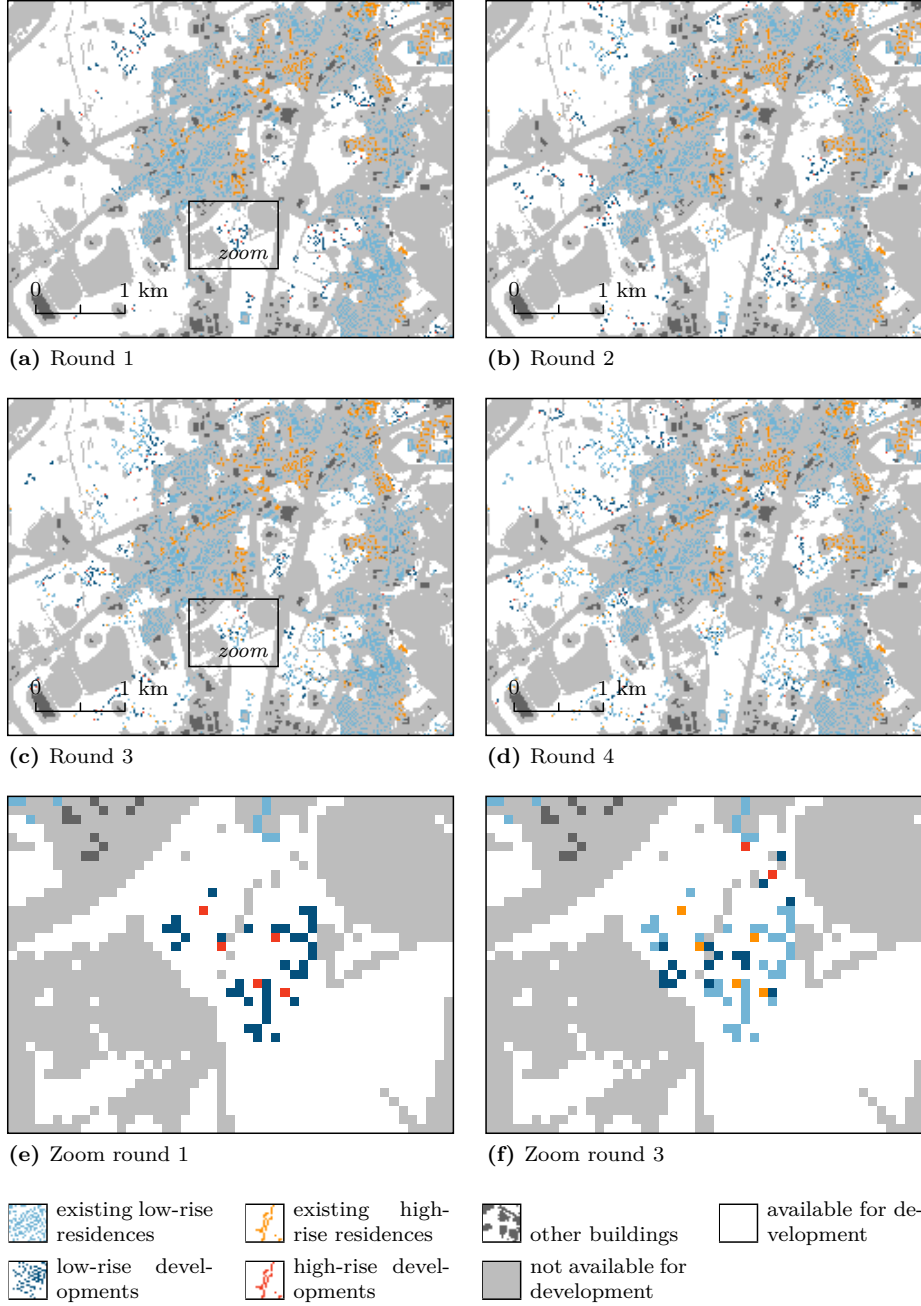 zoom
0 1 km
0 1 km
(a) Round 1
(b) Round 2
zoom
0 1 km
0 1 km
(c) Round 3
(d) Round 4
(e) Zoom round 1
(f) Zoom round 3
existing low-rise
residences
existing high-
rise residences
other buildings
available for de-
velopment
low-rise devel-
opments
high-rise devel-
opments
not available for
development